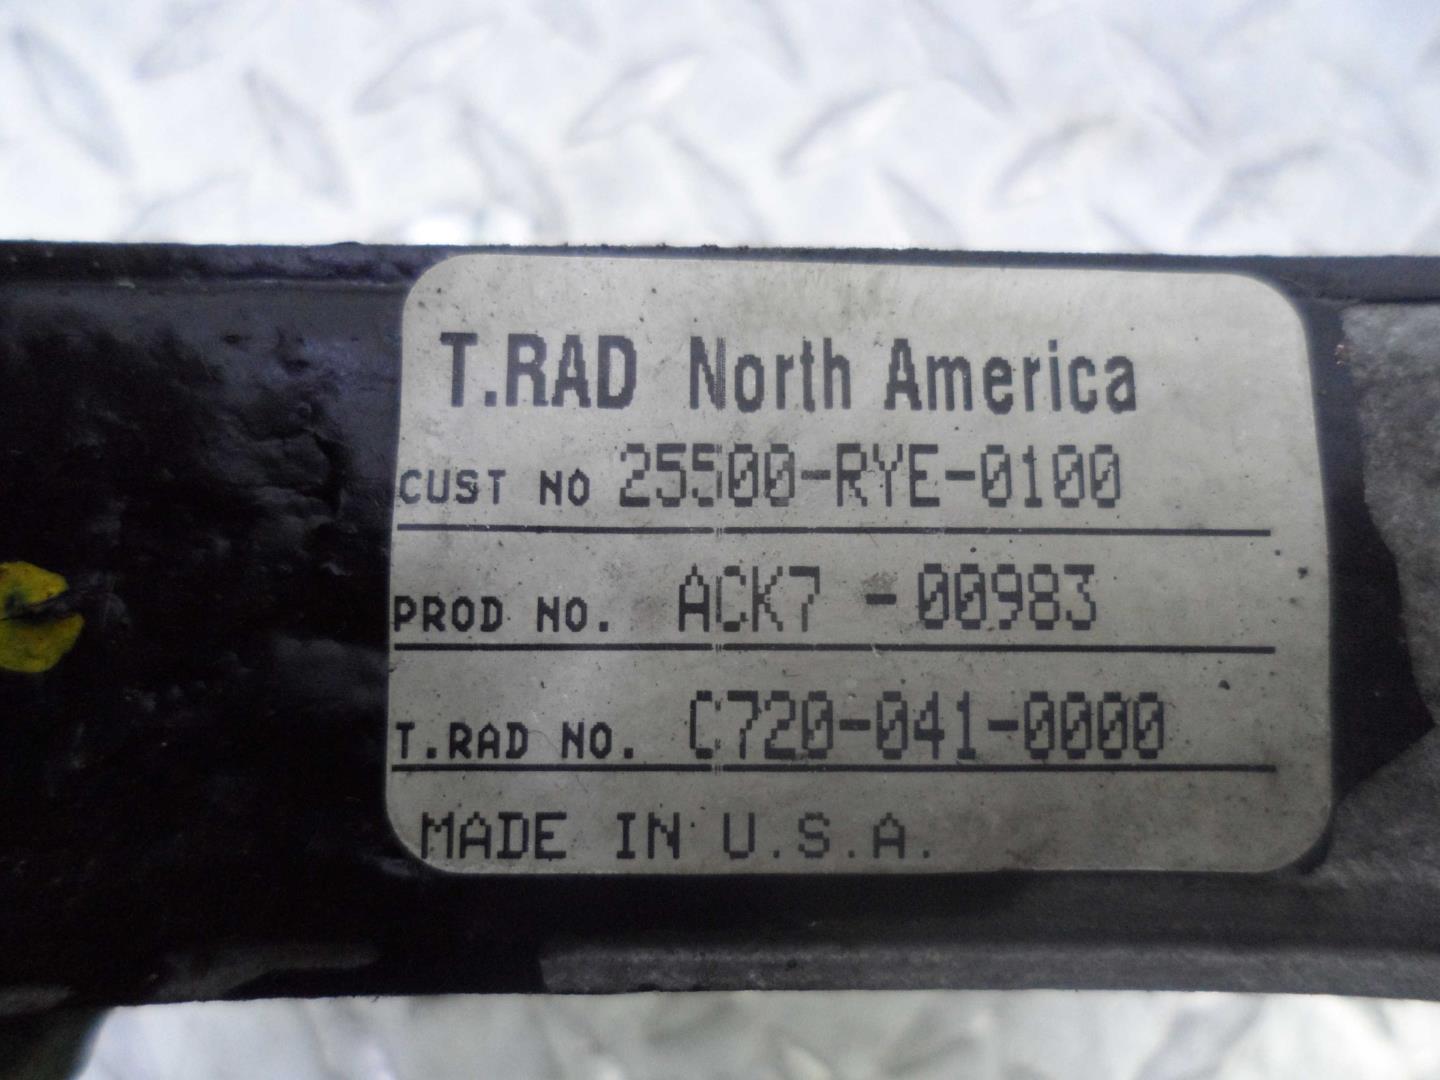 T.RAD North America
CUST NO 25500-RYE-0100
PROD NO. ACK7 -00983
T.RAD NO. C720-041-0000
MADE IN U.S.A.